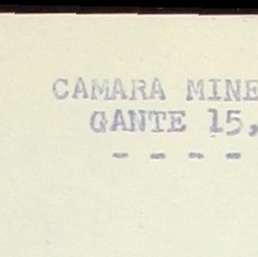 CAMARA MINE
GANTE 15,
- - - -